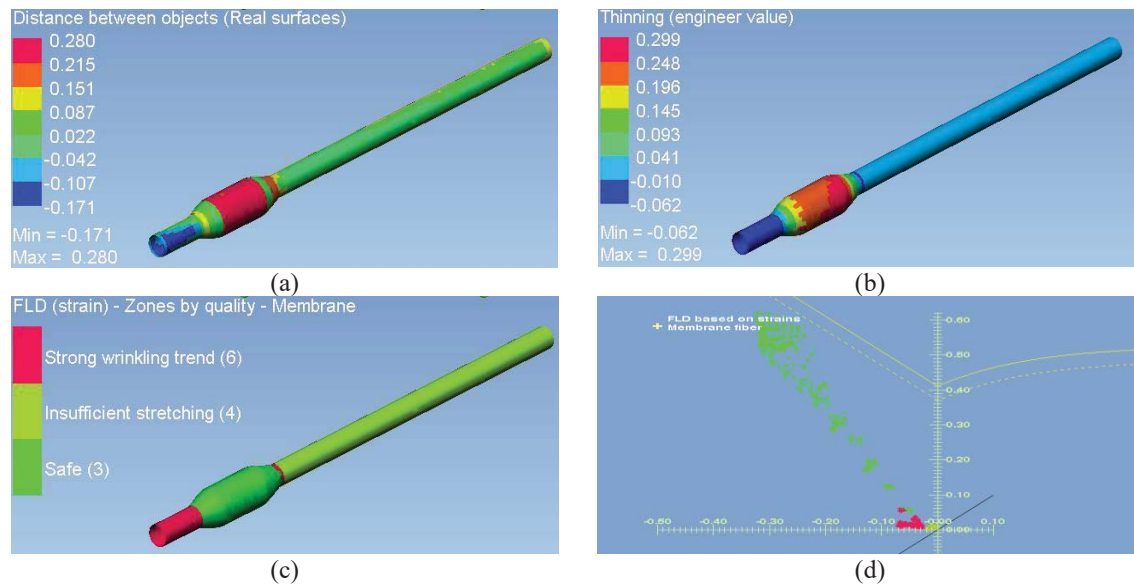 Distance between objects (Real surfaces)
0.280
0.215
0.151
0.087
0.022
-0.042
-0.107
-0.171
Min = -0.171
Max = 0.280
(a)
Thinning (engineer value)
0.299
0.248
0.196
0.145
0.093
0.041
-0.010
-0.062
Min = -0.062
Max = 0.299
(b)
FLD (strain) - Zones by quality - Membrane
Strong wrinkling trend (6)
Insufficient stretching (4)
Safe (3)
(c)
FLD based on strains
Membrane fiber
0.60
0.50
0.40
0.30
0.20
0.10
0.00
-0.60 -0.40 -0.30 -0.20 -0.10 -0.00 0.10
(d)